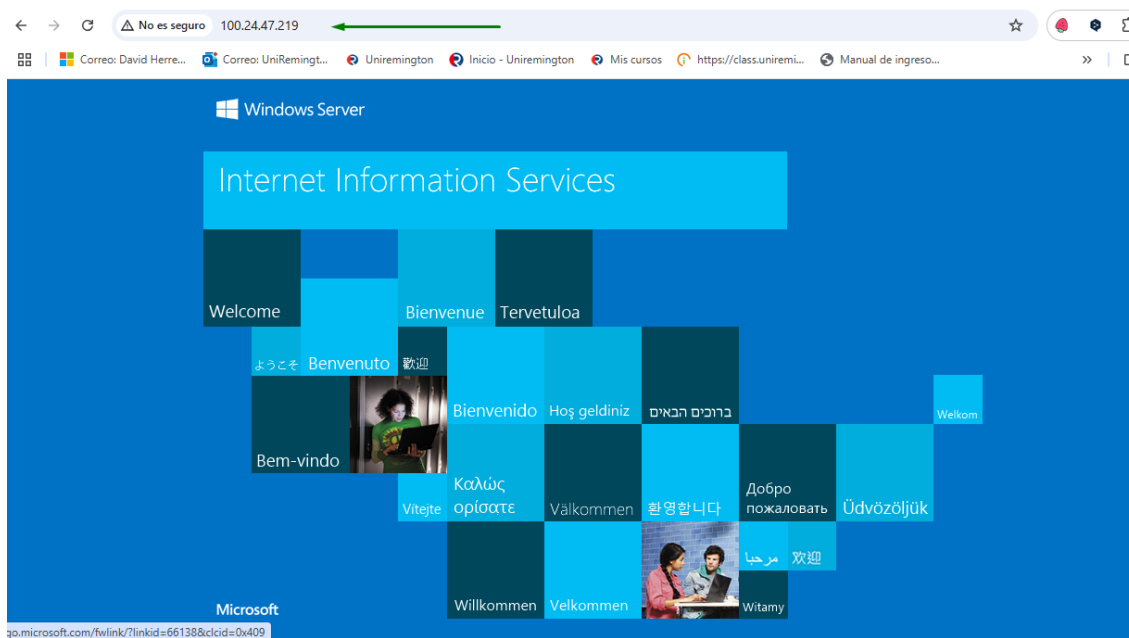 No es seguro 100.24.47.219
Correo: David Herre... Correo: UniRemingt... Uniremington Inicio - Uniremington Mis cursos https://class.uniremi... Manual de ingreso... »
Windows Server
Internet Information Services
Welcome
Bienvenue
Tervetuloa
ようこそ
Benvenuto
歡迎
Bienvenido
Hoş geldiniz
ברוכים הבאים
Welkom
Bem-vindo
Vítejte
Καλώς
ορίσατε
Välkommen
환영합니다
Добро
пожаловать
Üdvözöljük
Willkommen
Velkommen
مرحبا
欢迎
Witamy
Microsoft
go.microsoft.com/fwlink/?linkid=66138&clcid=0x409